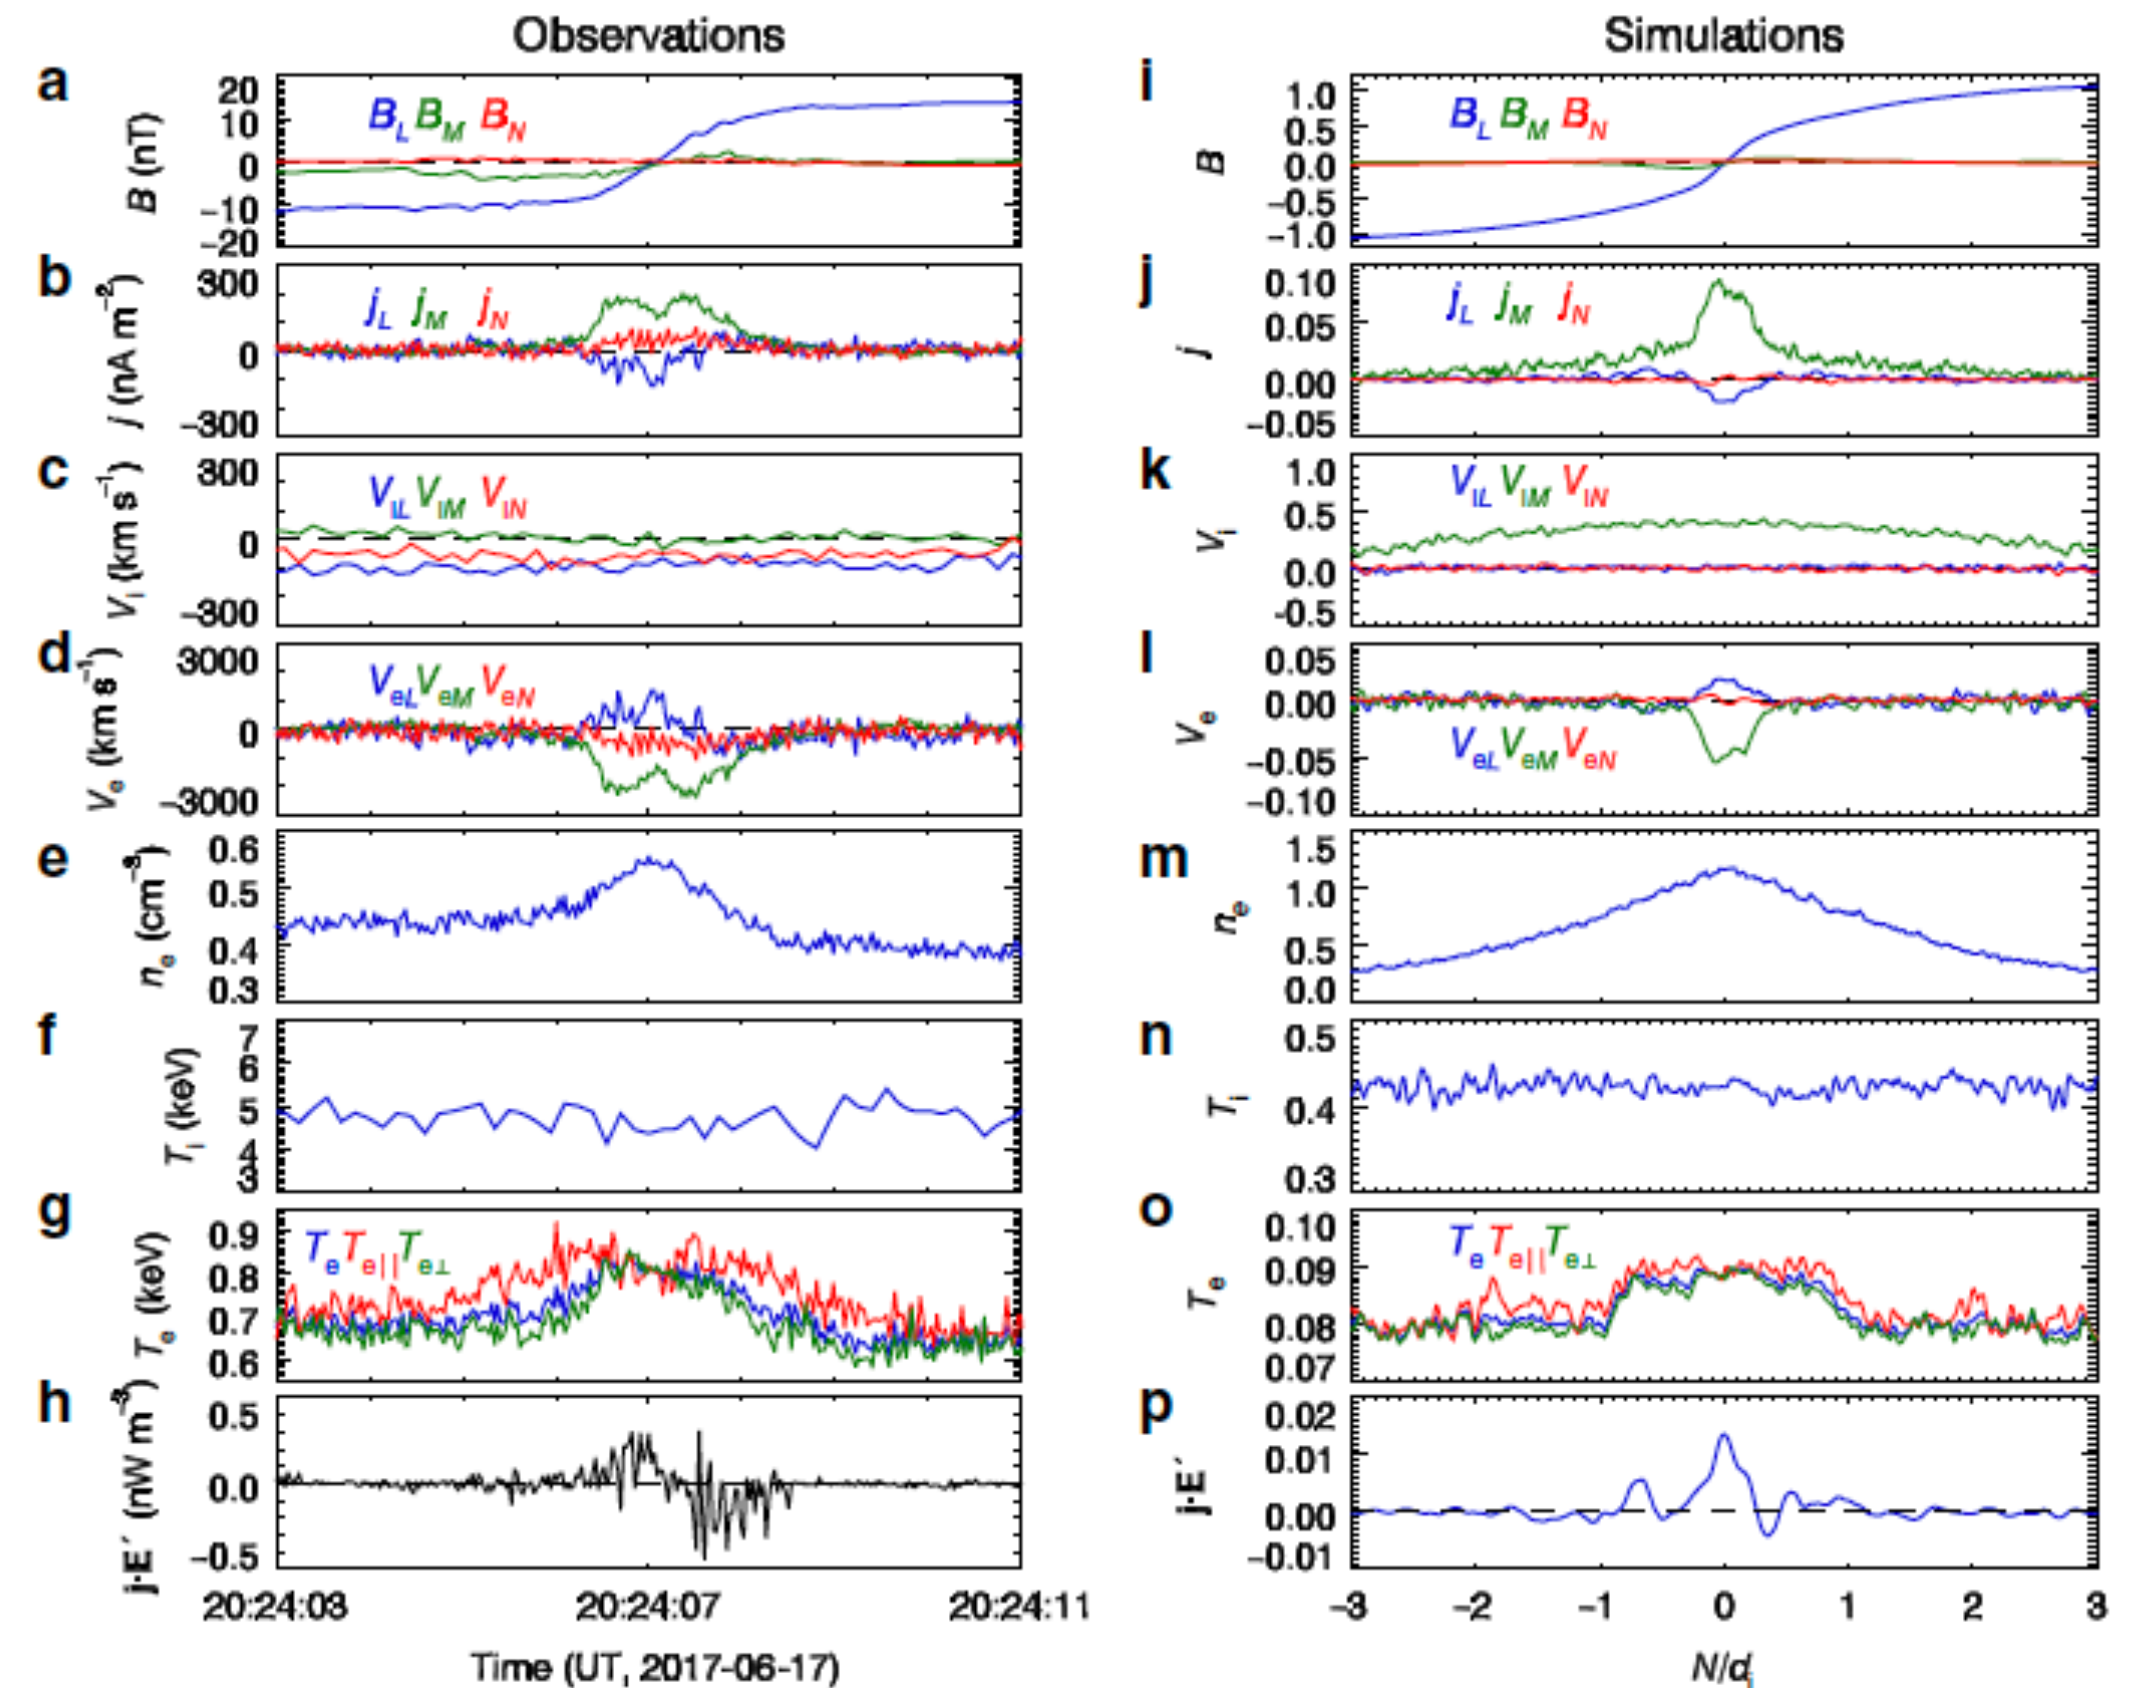 Observations
a
20
10
0
−10
−20
B (nT)
B_L B_M B_N
b
300
0
−300
j (nA m⁻²)
j_L j_M j_N
c
300
0
−300
V_i (km s⁻¹)
V_iL V_iM V_iN
d
3000
0
−3000
V_e (km s⁻¹)
V_eL V_eM V_eN
e
0.6
0.5
0.4
0.3
n_e (cm⁻³)
f
7
6
5
4
3
T_i (keV)
g
0.9
0.8
0.7
0.6
T_e (keV)
T_e T_e|| T_e⊥
h
0.5
0.0
−0.5
j·E´ (nW m⁻³)
20:24:03 20:24:07 20:24:11
Time (UT, 2017-06-17)
Simulations
i
1.0
0.5
0.0
−0.5
−1.0
B
B_L B_M B_N
j
0.10
0.05
0.00
−0.05
j
j_L j_M j_N
k
1.0
0.5
0.0
−0.5
V_i
V_iL V_iM V_iN
l
0.05
0.00
−0.05
−0.10
V_e
V_eL V_eM V_eN
m
1.5
1.0
0.5
0.0
n_e
n
0.5
0.4
0.3
T_i
o
0.10
0.09
0.08
0.07
T_e
T_e T_e|| T_e⊥
p
0.02
0.01
0.00
−0.01
j·E´
−3 −2 −1 0 1 2 3
N/d_i